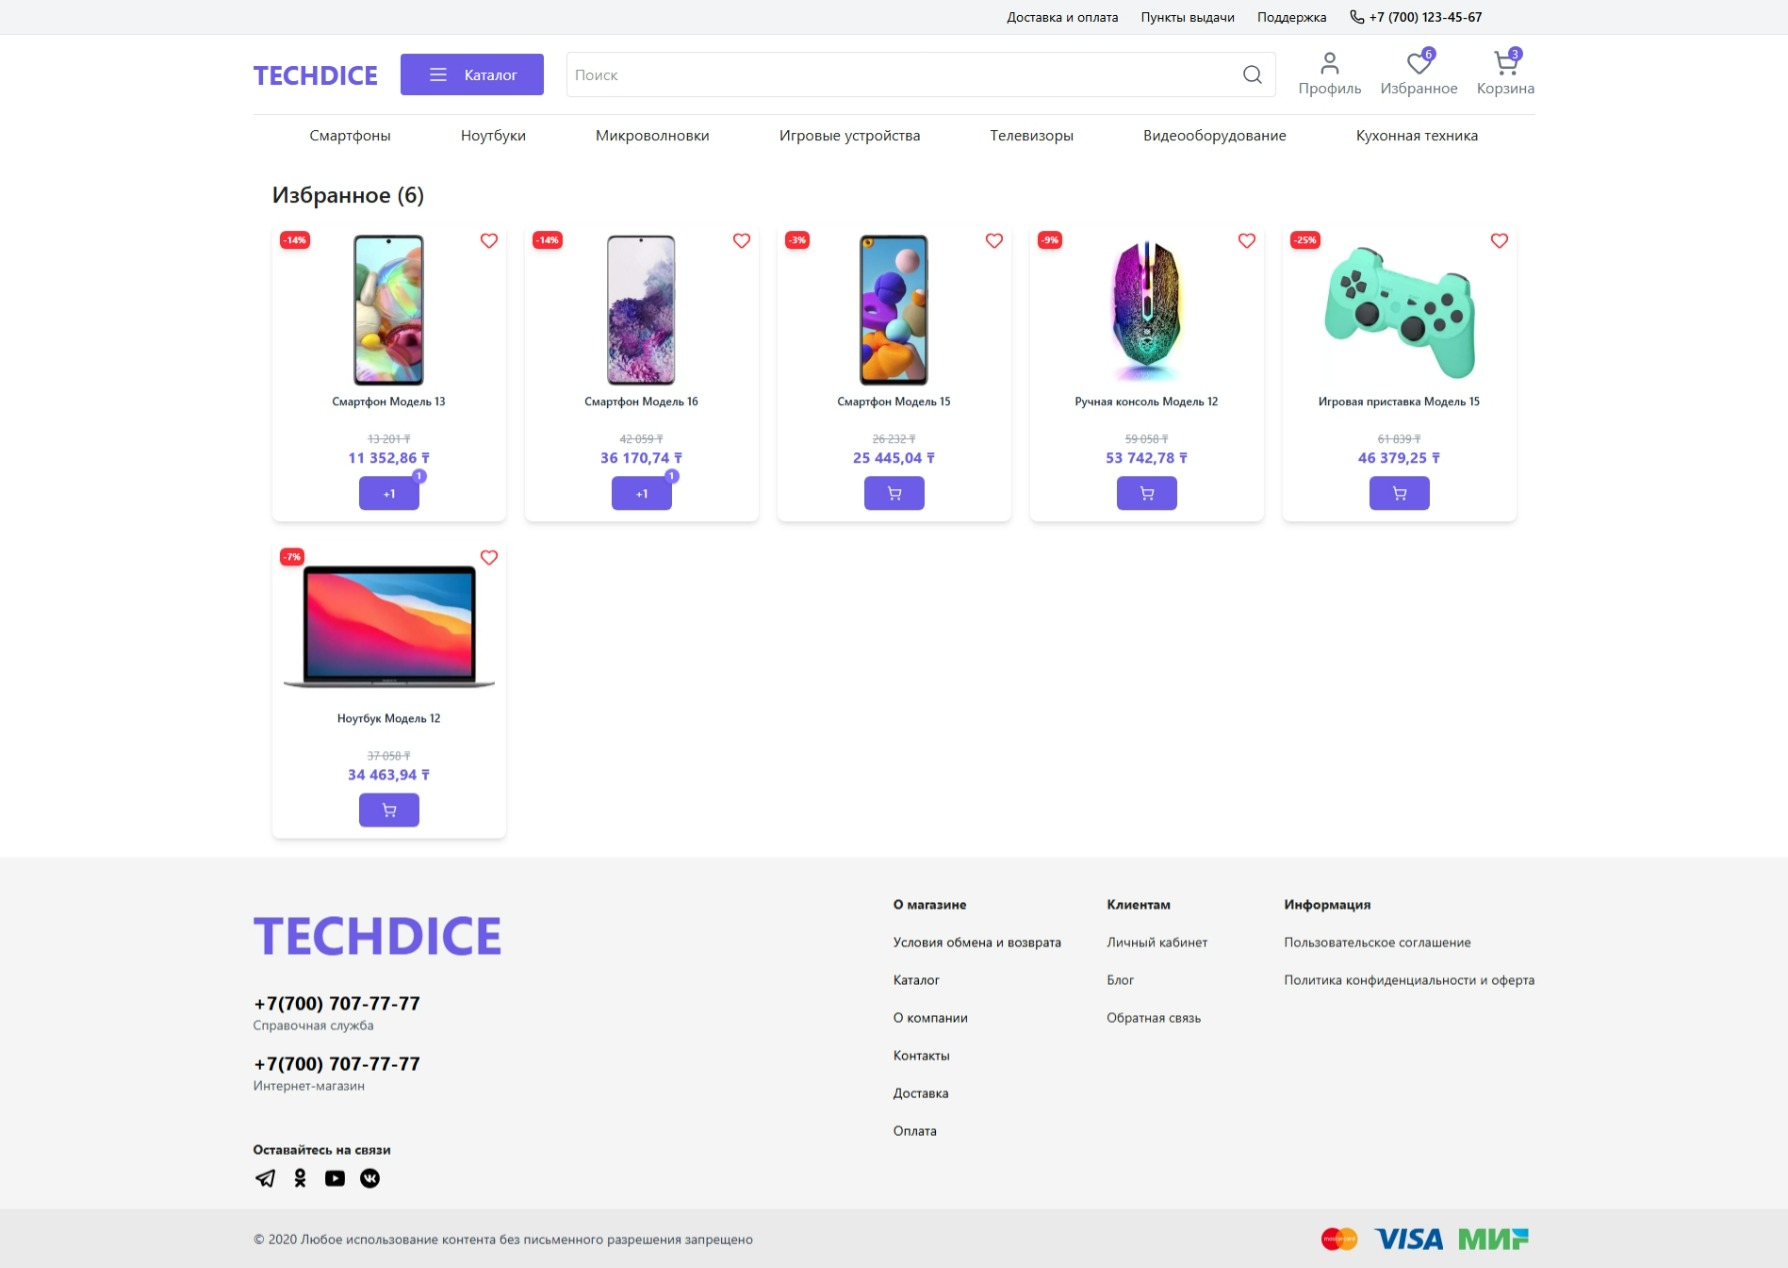 Доставка и оплата Пункты выдачи Поддержка +7 (700) 123-45-67
TECHDICE Каталог Поиск
6 3
Профиль Избранное Корзина
Смартфоны Ноутбуки Микроволновки Игровые устройства Телевизоры Видеооборудование Кухонная техника
Избранное (6)
-14% -14% -3% -9% -25%
Смартфон Модель 13 Смартфон Модель 16 Смартфон Модель 15 Ручная консоль Модель 12 Игровая приставка Модель 15
13 201 ₸ 42 059 ₸ 26 232 ₸ 59 058 ₸ 61 839 ₸
11 352,86 ₸ 36 170,74 ₸ 25 445,04 ₸ 53 742,78 ₸ 46 379,25 ₸
1 1
+1 +1
-7%
Ноутбук Модель 12
37 058 ₸
34 463,94 ₸
TECHDICE
+7(700) 707-77-77
Справочная служба
+7(700) 707-77-77
Интернет-магазин
Оставайтесь на связи
О магазине
Условия обмена и возврата
Каталог
О компании
Контакты
Доставка
Оплата
Клиентам
Личный кабинет
Блог
Обратная связь
Информация
Пользовательское соглашение
Политика конфиденциальности и оферта
© 2020 Любое использование контента без письменного разрешения запрещено
mastercard VISA МИР